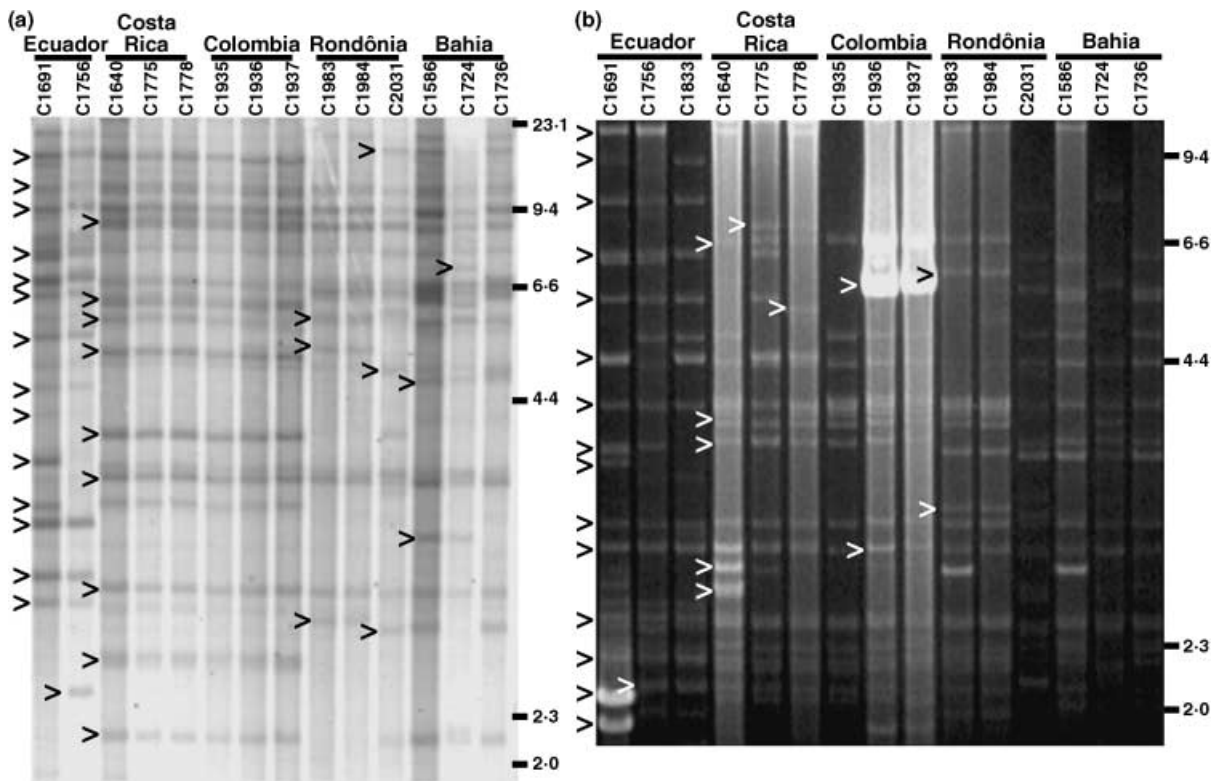 (a)
Costa
Ecuador Rica Colombia Rondônia Bahia
C1691 C1756 C1640 C1775 C1778 C1935 C1936 C1937 C1983 C1984 C2031 C1586 C1724 C1736
23·1
9·4
6·6
4·4
2·3
2·0
(b)
Costa
Ecuador Rica Colombia Rondônia Bahia
C1691 C1756 C1833 C1640 C1775 C1778 C1935 C1936 C1937 C1983 C1984 C2031 C1586 C1724 C1736
9·4
6·6
4·4
2·3
2·0